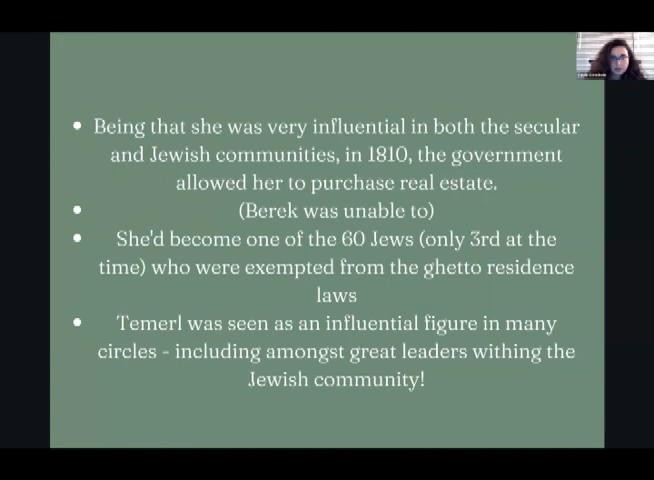 • Being that she was very influential in both the secular
and Jewish communities, in 1810, the government
allowed her to purchase real estate.
• (Berek was unable to)
• She'd become one of the 60 Jews (only 3rd at the
time) who were exempted from the ghetto residence
laws
• Temerl was seen as an influential figure in many
circles - including amongst great leaders withing the
Jewish community!